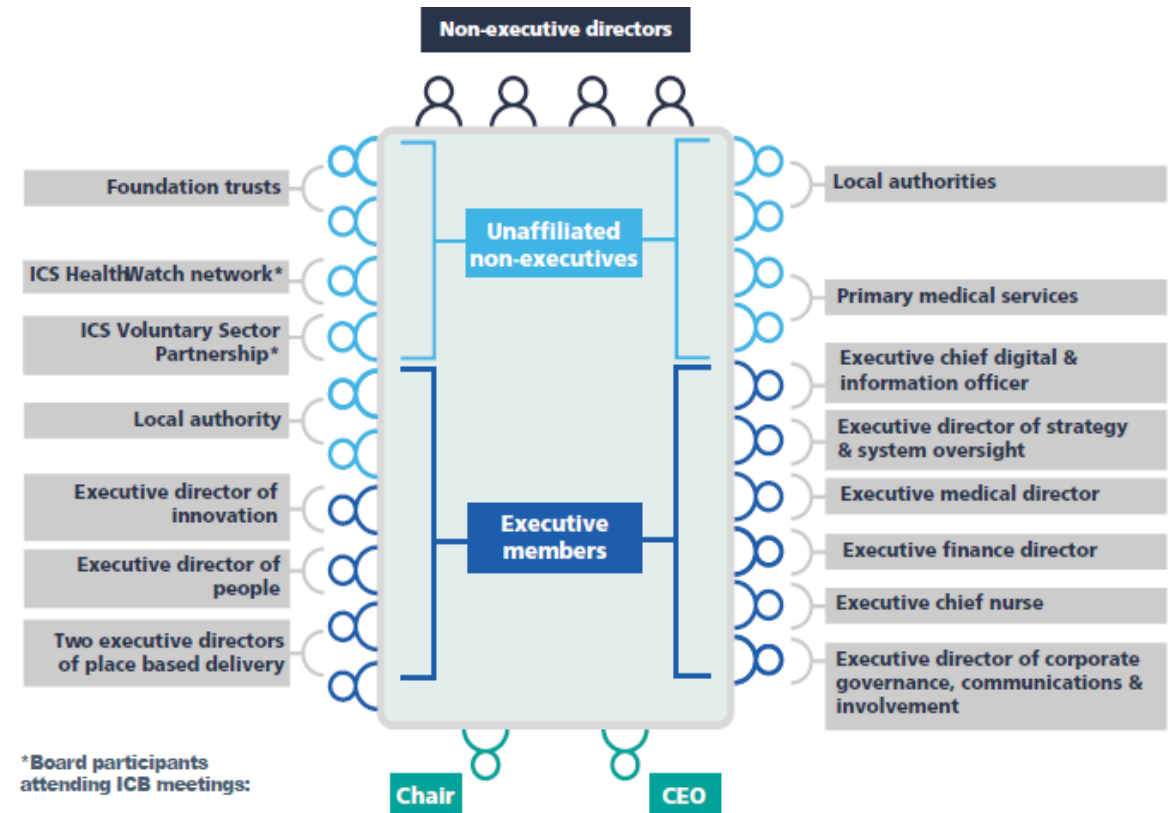 Non-executive directors
Foundation trusts
ICS HealthWatch network*
ICS Voluntary Sector
Partnership*
Local authority
Executive director of
innovation
Executive director of
people
Two executive directors
of place based delivery
Unaffiliated
non-executives
Executive
members
Local authorities
Primary medical services
Executive chief digital &
information officer
Executive director of strategy
& system oversight
Executive medical director
Executive finance director
Executive chief nurse
Executive director of corporate
governance, communications &
involvement
*Board participants
attending ICB meetings:
Chair
CEO